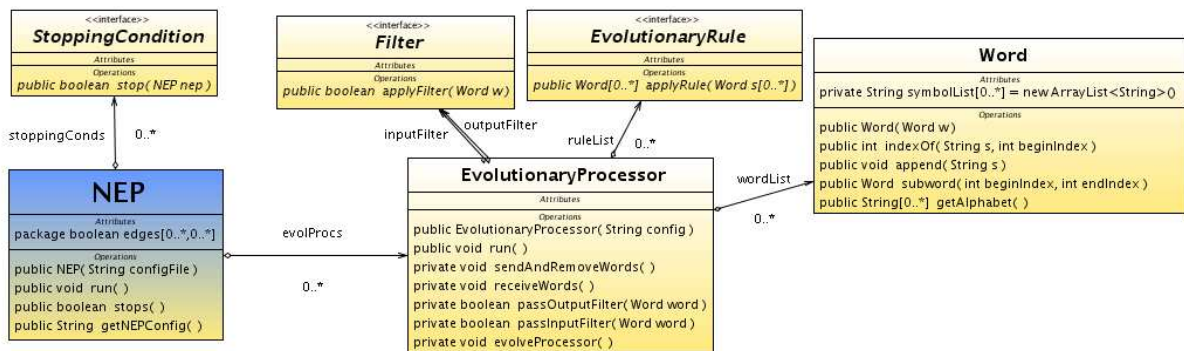 <<interface>>
StoppingCondition
Attributes
Operations
public boolean stop( NEP nep )
<<interface>>
Filter
Attributes
Operations
public boolean applyFilter( Word w )
<<interface>>
EvolutionaryRule
Attributes
Operations
public Word[0..*] applyRule( Word s[0..*] )
Word
Attributes
private String symbolList[0..*] = new ArrayList<String>()
Operations
public Word( Word w )
public int indexOf( String s, int beginIndex )
public void append( String s )
public Word subword( int beginIndex, int endIndex )
public String[0..*] getAlphabet( )
stoppingConds
0..*
inputFilter
outputFilter
ruleList
0..*
wordList
0..*
NEP
Attributes
package boolean edges[0..*,0..*]
Operations
public NEP( String configFile )
public void run( )
public boolean stops( )
public String getNEPConfig( )
evolProcs
0..*
EvolutionaryProcessor
Attributes
Operations
public EvolutionaryProcessor( String config )
public void run( )
private void sendAndRemoveWords( )
private void receiveWords( )
private boolean passOutputFilter( Word word )
private boolean passInputFilter( Word word )
private void evolveProcessor( )